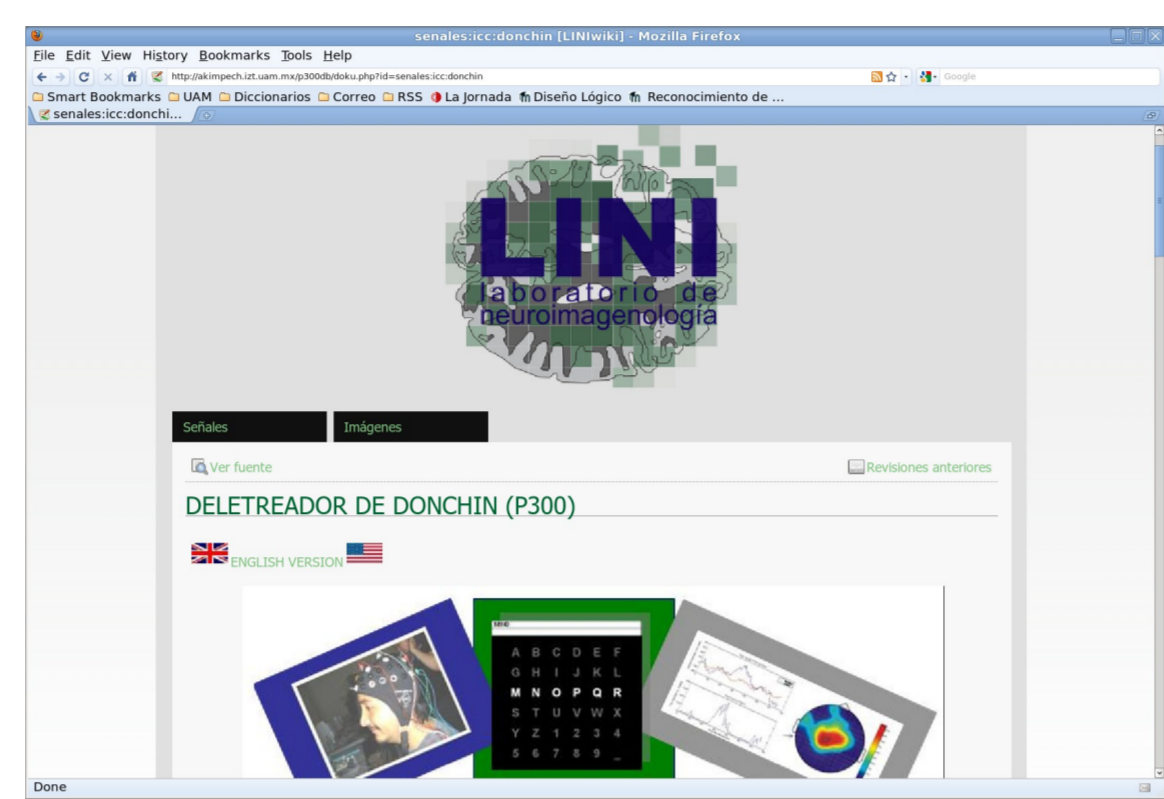 senales:icc:donchin [LINIwiki] - Mozilla Firefox
File Edit View History Bookmarks Tools Help
http://akimpech.izt.uam.mx/p300db/doku.php?id=senales:icc:donchin
Google
Smart Bookmarks UAM Diccionarios Correo RSS La Jornada Diseño Lógico Reconocimiento de ...
senales:icc:donchi...
LINI
laboratorio de
neuroimagenología
Señales Imágenes
Ver fuente Revisiones anteriores
DELETREADOR DE DONCHIN (P300)
ENGLISH VERSION
A B C D E F
G H I J K L
M N O P Q R
S T U V W X
Y Z 1 2 3 4
5 6 7 8 9 _
Done